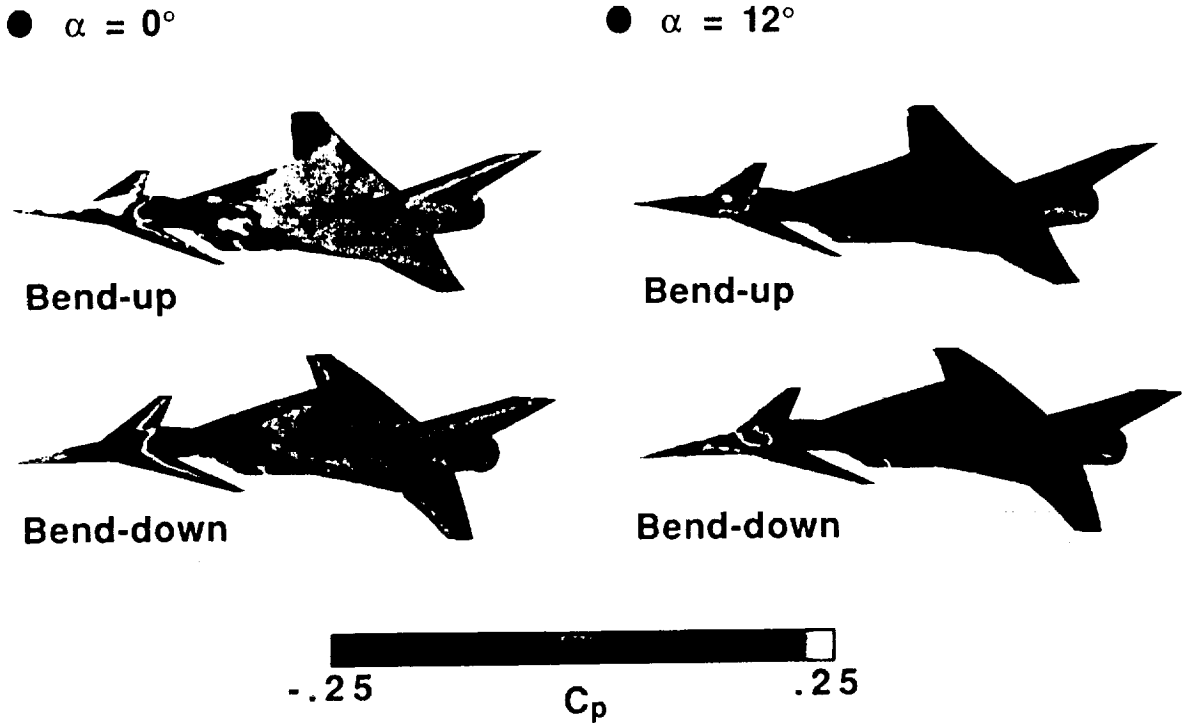 ● α = 0°
● α = 12°
Bend-up
Bend-up
Bend-down
Bend-down
-.25
.25
Cp